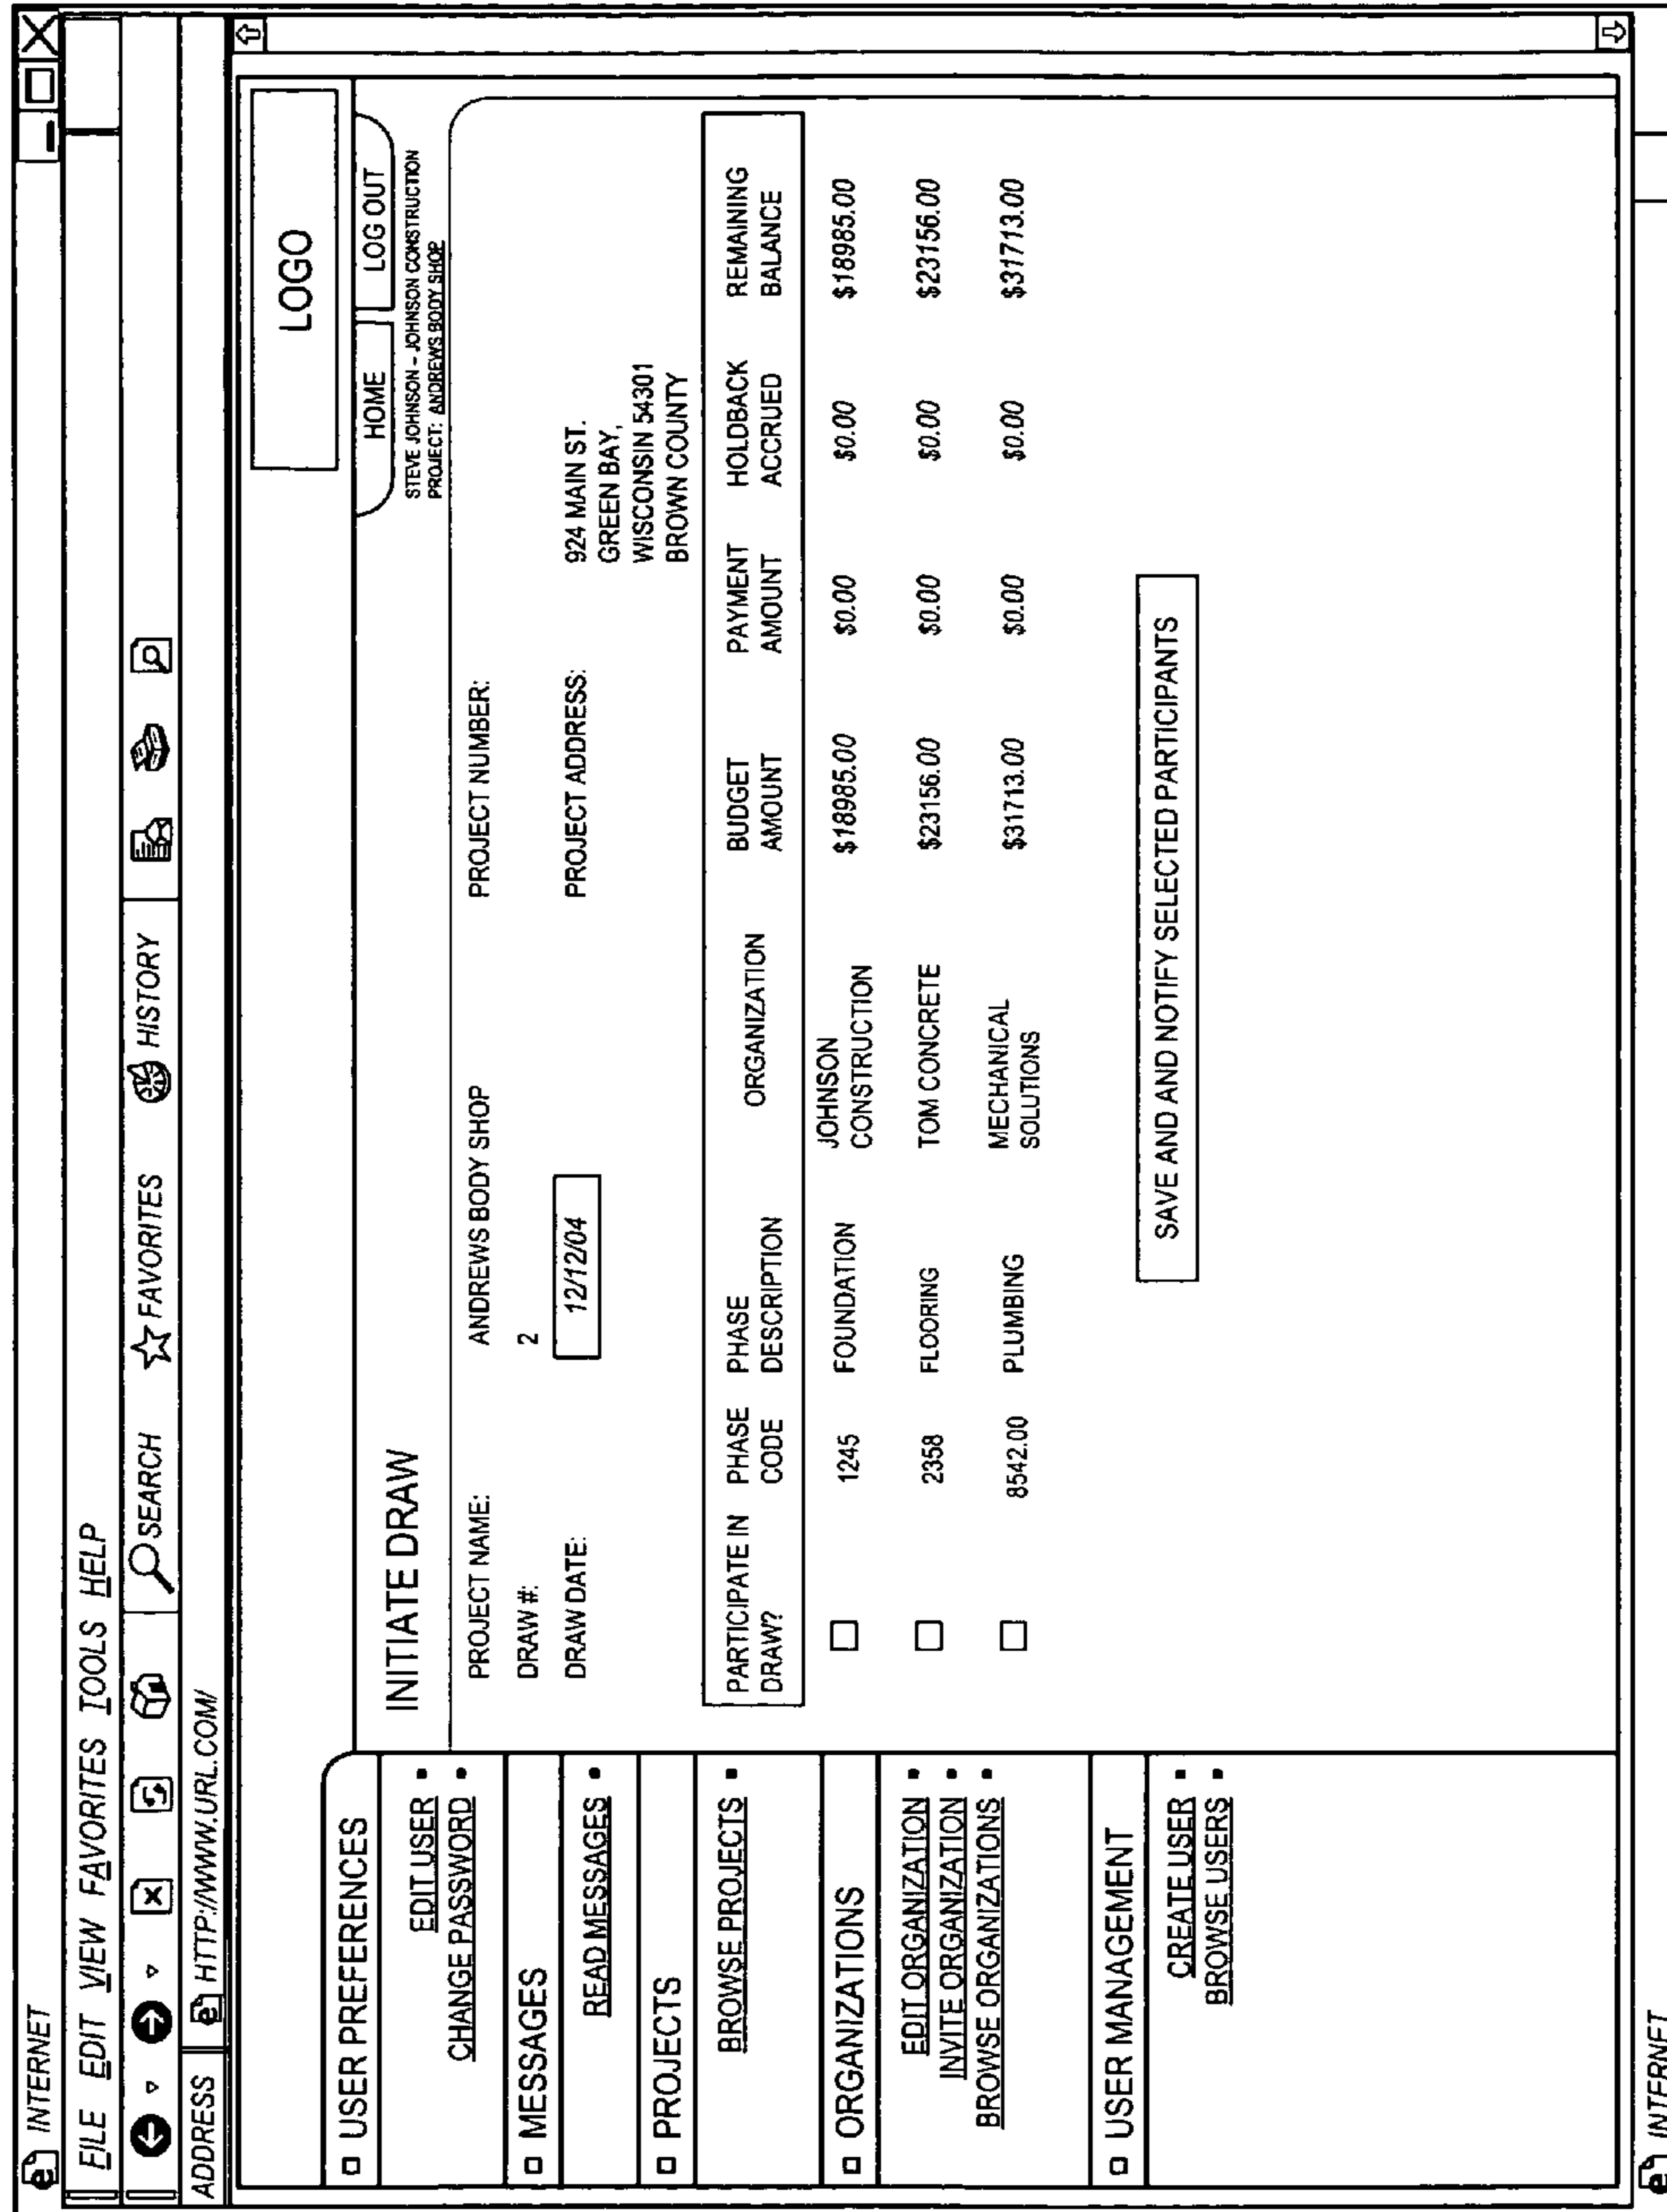 INTERNET
FILE EDIT VIEW FAVORITES TOOLS HELP
SEARCH FAVORITES HISTORY
ADDRESS HTTP://WWW.URL.COM/
LOGO
HOME LOG OUT
STEVE JOHNSON - JOHNSON CONSTRUCTION
PROJECT: ANDREWS BODY SHOP
USER PREFERENCES
EDIT USER
CHANGE PASSWORD
MESSAGES
READ MESSAGES
PROJECTS
BROWSE PROJECTS
ORGANIZATIONS
EDIT ORGANIZATION
INVITE ORGANIZATION
BROWSE ORGANIZATIONS
USER MANAGEMENT
CREATE USER
BROWSE USERS
INITIATE DRAW
PROJECT NAME: ANDREWS BODY SHOP PROJECT NUMBER:
DRAW #: 2
DRAW DATE: 12/12/04 PROJECT ADDRESS: 924 MAIN ST.
GREEN BAY,
WISCONSIN 54301
BROWN COUNTY
PARTICIPATE IN PHASE PHASE ORGANIZATION BUDGET PAYMENT HOLDBACK REMAINING
DRAW? CODE DESCRIPTION AMOUNT AMOUNT ACCRUED BALANCE
1245 FOUNDATION JOHNSON CONSTRUCTION $18985.00 $0.00 $0.00 $18985.00
2358 FLOORING TOM CONCRETE $23156.00 $0.00 $0.00 $23156.00
8542.00 PLUMBING MECHANICAL SOLUTIONS $31713.00 $0.00 $0.00 $31713.00
SAVE AND AND NOTIFY SELECTED PARTICIPANTS
INTERNET